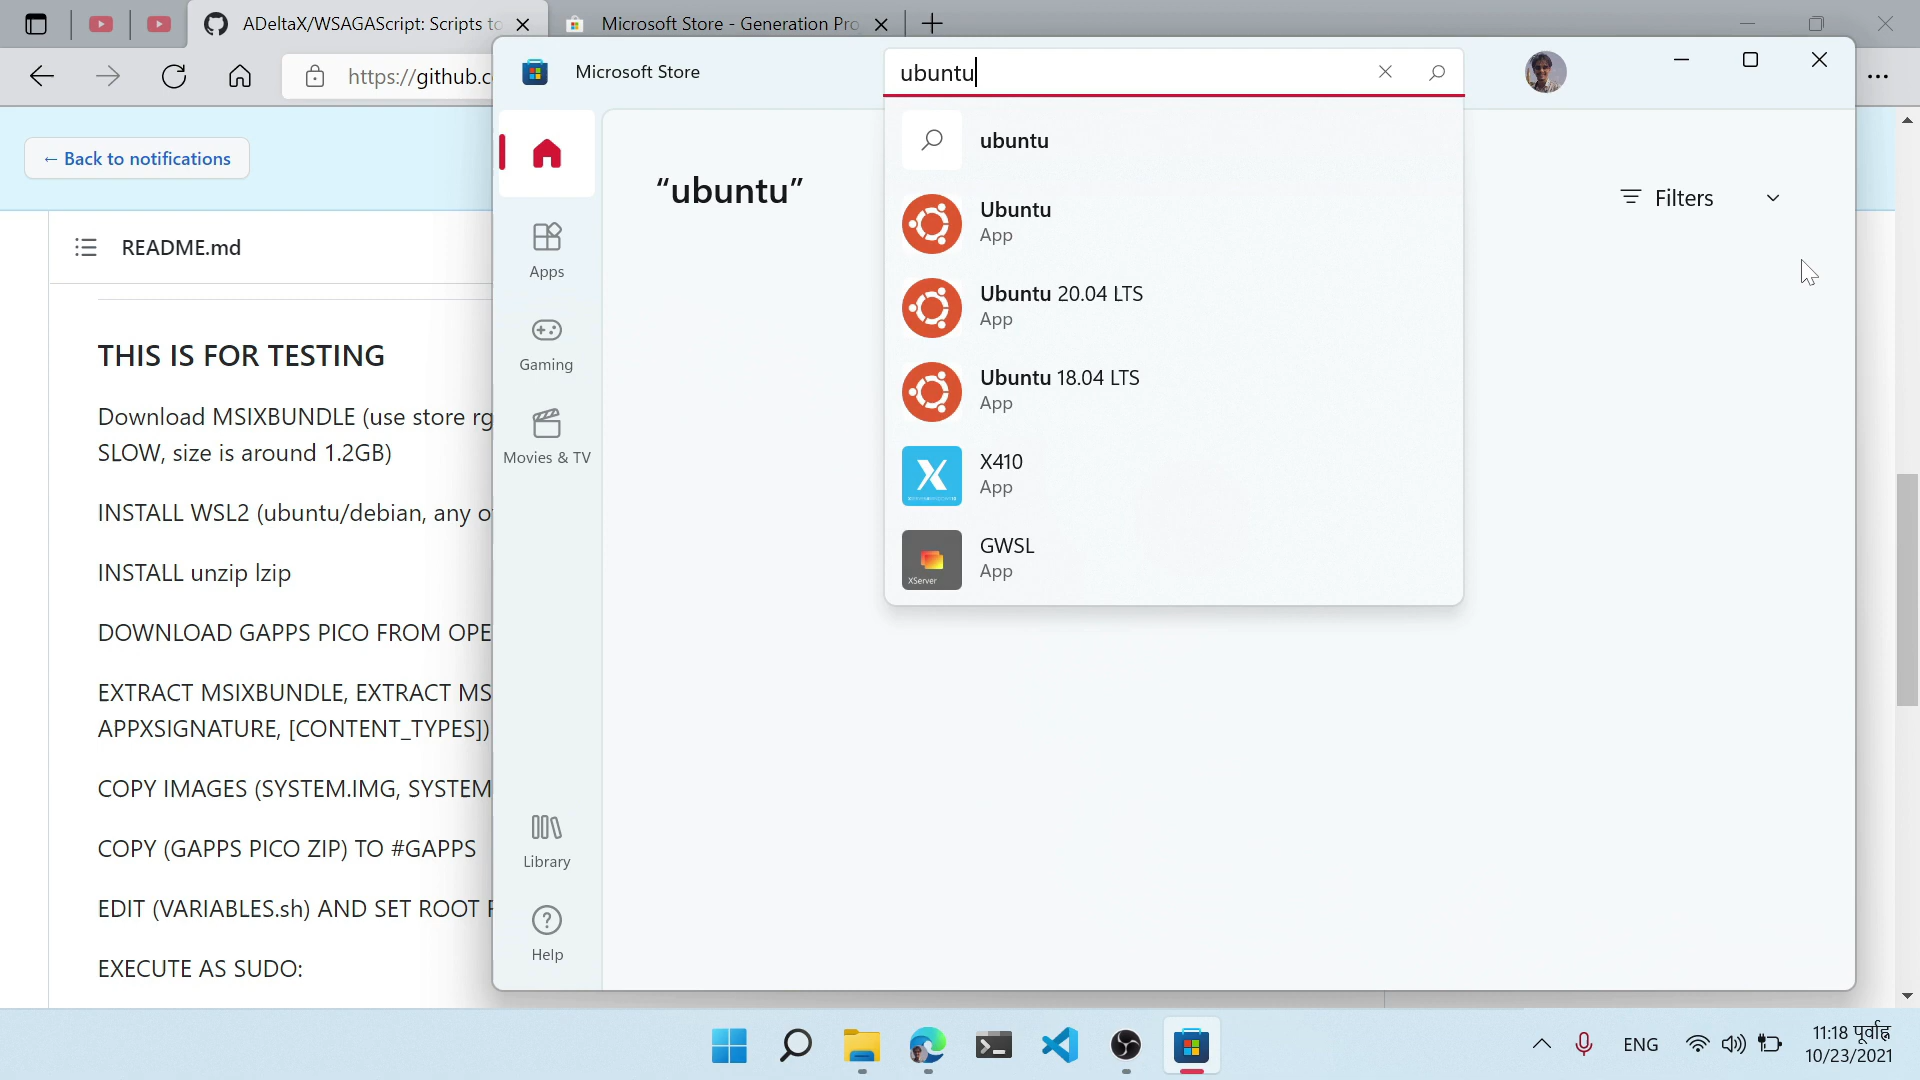 ADeltaX/WSAGAScript: Scripts to
Microsoft Store - Generation Pro
https://github.c
← Back to notifications
README.md
THIS IS FOR TESTING
Download MSIXBUNDLE (use store rg
SLOW, size is around 1.2GB)
INSTALL WSL2 (ubuntu/debian, any o
INSTALL unzip lzip
DOWNLOAD GAPPS PICO FROM OPE
EXTRACT MSIXBUNDLE, EXTRACT MS
APPXSIGNATURE, [CONTENT_TYPES])
COPY IMAGES (SYSTEM.IMG, SYSTEM
COPY (GAPPS PICO ZIP) TO #GAPPS
EDIT (VARIABLES.sh) AND SET ROOT F
EXECUTE AS SUDO:
Microsoft Store
ubuntu
Apps
Gaming
Movies & TV
Library
Help
“ubuntu”
Filters
ubuntu
Ubuntu
App
Ubuntu 20.04 LTS
App
Ubuntu 18.04 LTS
App
X410
App
XServer
GWSL
App
ENG
11:18 पूर्वाह्न
10/23/2021